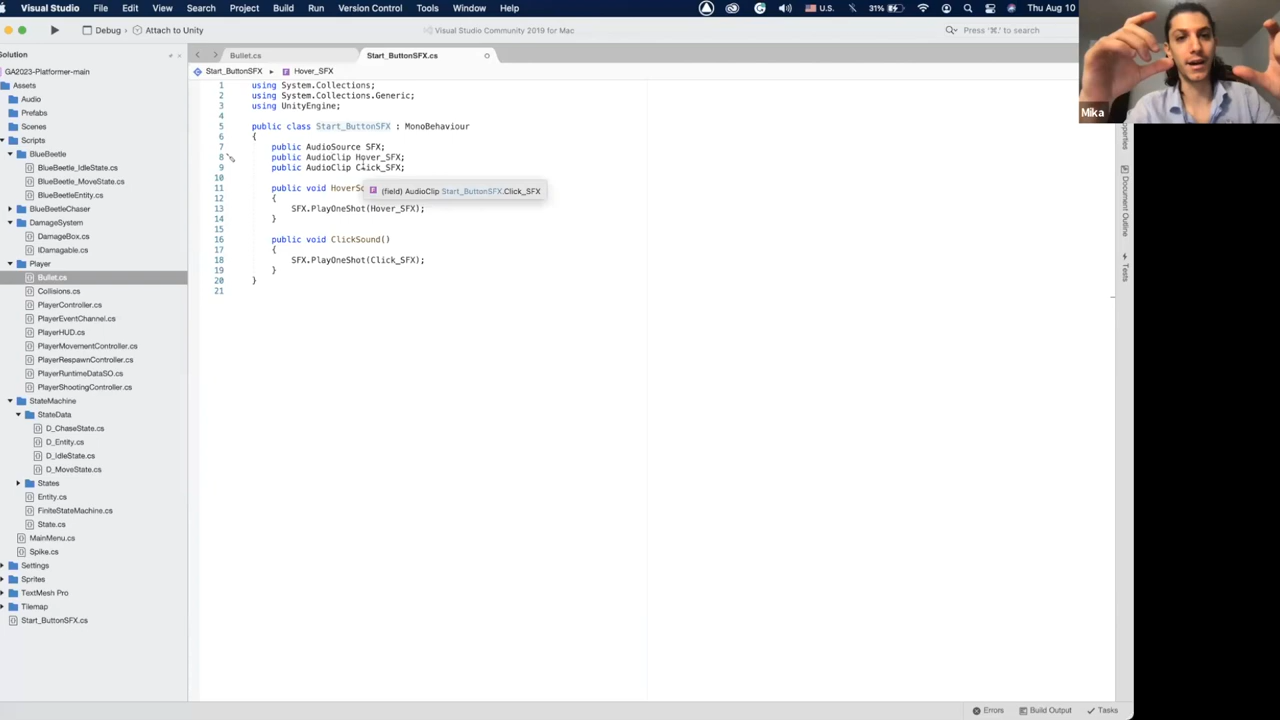 Visual Studio File Edit View Search Project Build Run Version Control Tools Window Help U.S. 31% Thu Aug 10
Debug Attach to Unity Visual Studio Community 2019 for Mac Press '⌘.' to search
Solution
GA2023-Platformer-main
Assets
Audio
Prefabs
Scenes
Scripts
BlueBeetle
BlueBeetle_IdleState.cs
BlueBeetle_MoveState.cs
BlueBeetleEntity.cs
BlueBeetleChaser
DamageSystem
DamageBox.cs
IDamagable.cs
Player
Bullet.cs
Collisions.cs
PlayerController.cs
PlayerEventChannel.cs
PlayerHUD.cs
PlayerMovementController.cs
PlayerRespawnController.cs
PlayerRuntimeDataSO.cs
PlayerShootingController.cs
StateMachine
StateData
D_ChaseState.cs
D_Entity.cs
D_IdleState.cs
D_MoveState.cs
States
Entity.cs
FiniteStateMachine.cs
State.cs
MainMenu.cs
Spike.cs
Settings
Sprites
TextMesh Pro
Tilemap
Start_ButtonSFX.cs
Bullet.cs Start_ButtonSFX.cs
Start_ButtonSFX Hover_SFX
1 using System.Collections;
2 using System.Collections.Generic;
3 using UnityEngine;
4
5 public class Start_ButtonSFX : MonoBehaviour
6 {
7 public AudioSource SFX;
8 public AudioClip Hover_SFX;
9 public AudioClip Click_SFX;
10
(field) AudioClip Start_ButtonSFX.Click_SFX
11 public void HoverSo
12 {
13 SFX.PlayOneShot(Hover_SFX);
14 }
15
16 public void ClickSound()
17 {
18 SFX.PlayOneShot(Click_SFX);
19 }
20 }
21
Mika
operties
Document Outline
Tests
Errors Build Output Tasks